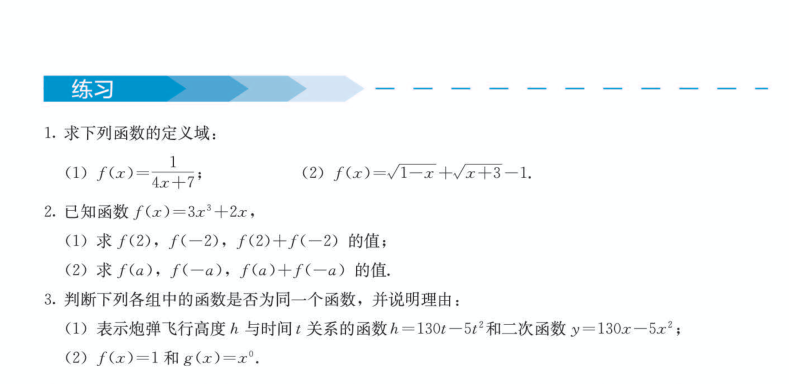 练习
1. 求下列函数的定义域:
(1) f(x)=1/(4x+7); (2) f(x)=√(1-x)+√(x+3)-1.
2. 已知函数 f(x)=3x³+2x,
(1) 求 f(2), f(-2), f(2)+f(-2) 的值;
(2) 求 f(a), f(-a), f(a)+f(-a) 的值.
3. 判断下列各组中的函数是否为同一个函数,并说明理由:
(1) 表示炮弹飞行高度 h 与时间 t 关系的函数h=130t-5t²和二次函数 y=130x-5x²;
(2) f(x)=1 和 g(x)=x⁰.